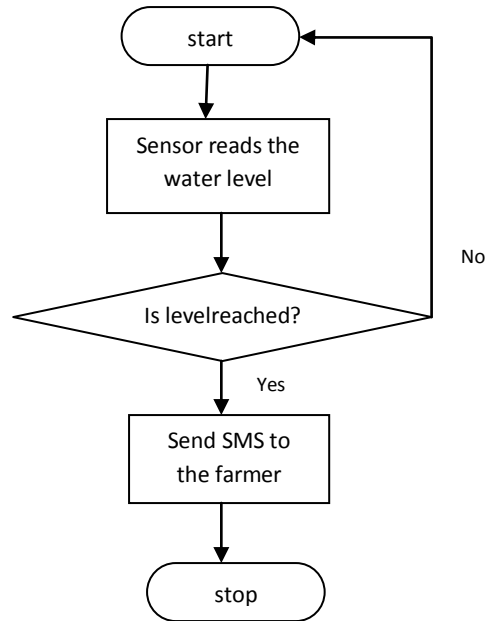 start
Sensor reads the
water level
No
Is levelreached?
Yes
Send SMS to
the farmer
stop